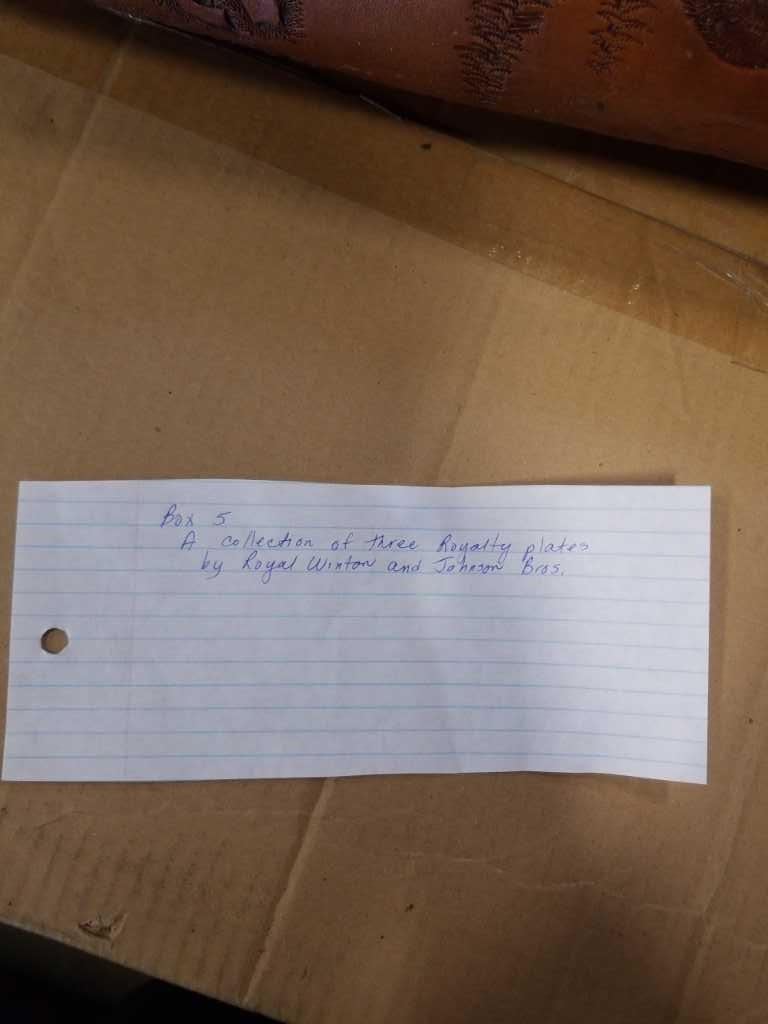 Box 5
A collection of three Royalty plates
by Royal Winton and Johnson Bros.